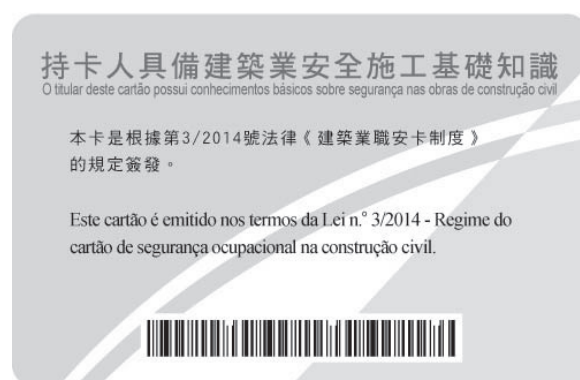 持卡人具備建築業安全施工基礎知識
O titular deste cartão possui conhecimentos básicos sobre segurança nas obras de construção civil
本卡是根據第3/2014號法律《建築業職安卡制度》
的規定簽發。
Este cartão é emitido nos termos da Lei n.º 3/2014 - Regime do
cartão de segurança ocupacional na construção civil.